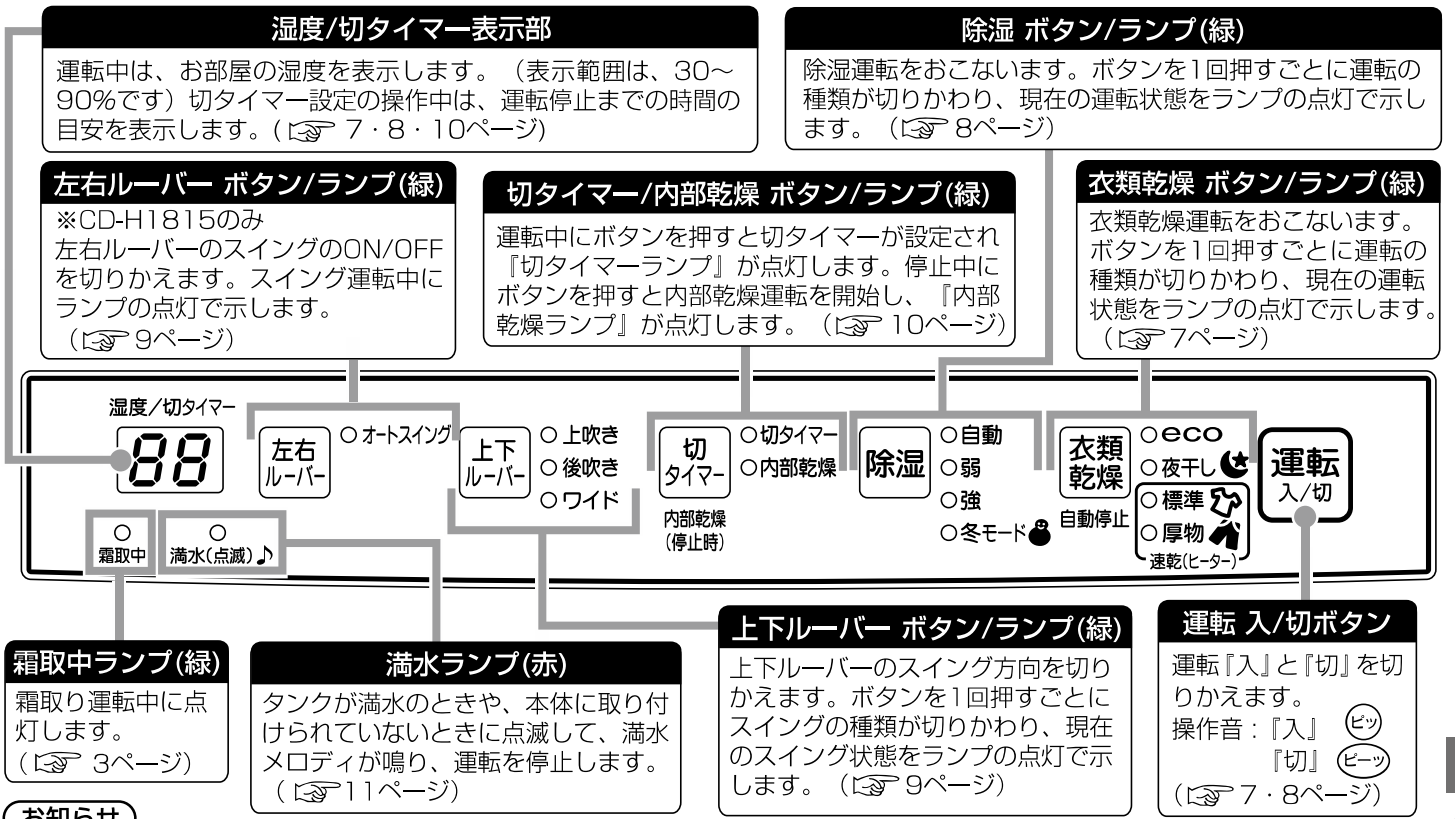 湿度/切タイマー表示部
運転中は、お部屋の湿度を表示します。（表示範囲は、30～
90％です）切タイマー設定の操作中は、運転停止までの時間の
目安を表示します。(☞ 7・8・10ページ)
除湿 ボタン/ランプ(緑)
除湿運転をおこないます。ボタンを1回押すごとに運転の
種類が切りかわり、現在の運転状態をランプの点灯で示し
ます。（☞ 8ページ）
左右ルーバー ボタン/ランプ(緑)
※CD-H1815のみ
左右ルーバーのスイングのON/OFF
を切りかえます。スイング運転中に
ランプの点灯で示します。
（☞ 9ページ）
切タイマー/内部乾燥 ボタン/ランプ(緑)
運転中にボタンを押すと切タイマーが設定され
『切タイマーランプ』が点灯します。停止中に
ボタンを押すと内部乾燥運転を開始し、『内部
乾燥ランプ』が点灯します。（☞ 10ページ）
衣類乾燥 ボタン/ランプ(緑)
衣類乾燥運転をおこないます。
ボタンを1回押すごとに運転の
種類が切りかわり、現在の運転
状態をランプの点灯で示します。
（☞ 7ページ）
湿度/切タイマー
88
左右
ルーバー
○オートスイング
上下
ルーバー
○上吹き
○後吹き
○ワイド
切
タイマー
内部乾燥
(停止時)
○切タイマー
○内部乾燥
除湿
○自動
○弱
○強
○冬モード
衣類
乾燥
自動停止
○eco
○夜干し
○標準
○厚物
速乾(ヒーター)
運転
入/切
○
霜取中
○
満水(点滅)♪
霜取中ランプ(緑)
霜取り運転中に点
灯します。
(☞ 3ページ)
満水ランプ(赤)
タンクが満水のときや、本体に取り付
けられていないときに点滅して、満水
メロディが鳴り、運転を停止します。
（☞11ページ）
上下ルーバー ボタン/ランプ(緑)
上下ルーバーのスイング方向を切り
かえます。ボタンを1回押すごとに
スイングの種類が切りかわり、現在
のスイング状態をランプの点灯で示
します。（☞ 9ページ）
運転 入/切ボタン
運転『入』と『切』を切
りかえます。
操作音：『入』 ピッ
『切』 ピーッ
(☞ 7・8ページ)
お知らせ